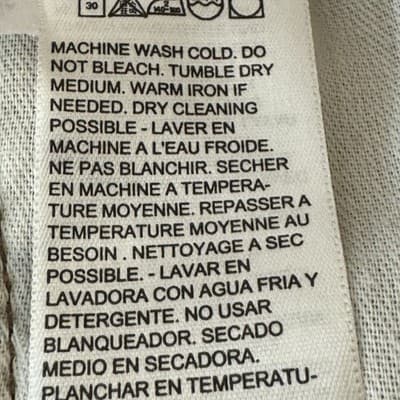 30
MACHINE WASH COLD. DO
NOT BLEACH. TUMBLE DRY
MEDIUM. WARM IRON IF
NEEDED. DRY CLEANING
POSSIBLE - LAVER EN
MACHINE A L'EAU FROIDE.
NE PAS BLANCHIR. SECHER
EN MACHINE A TEMPERA-
TURE MOYENNE. REPASSER A
TEMPERATURE MOYENNE AU
BESOIN . NETTOYAGE A SEC
POSSIBLE. - LAVAR EN
LAVADORA CON AGUA FRIA Y
DETERGENTE. NO USAR
BLANQUEADOR. SECADO
MEDIO EN SECADORA.
PLANCHAR EN TEMPERATU-